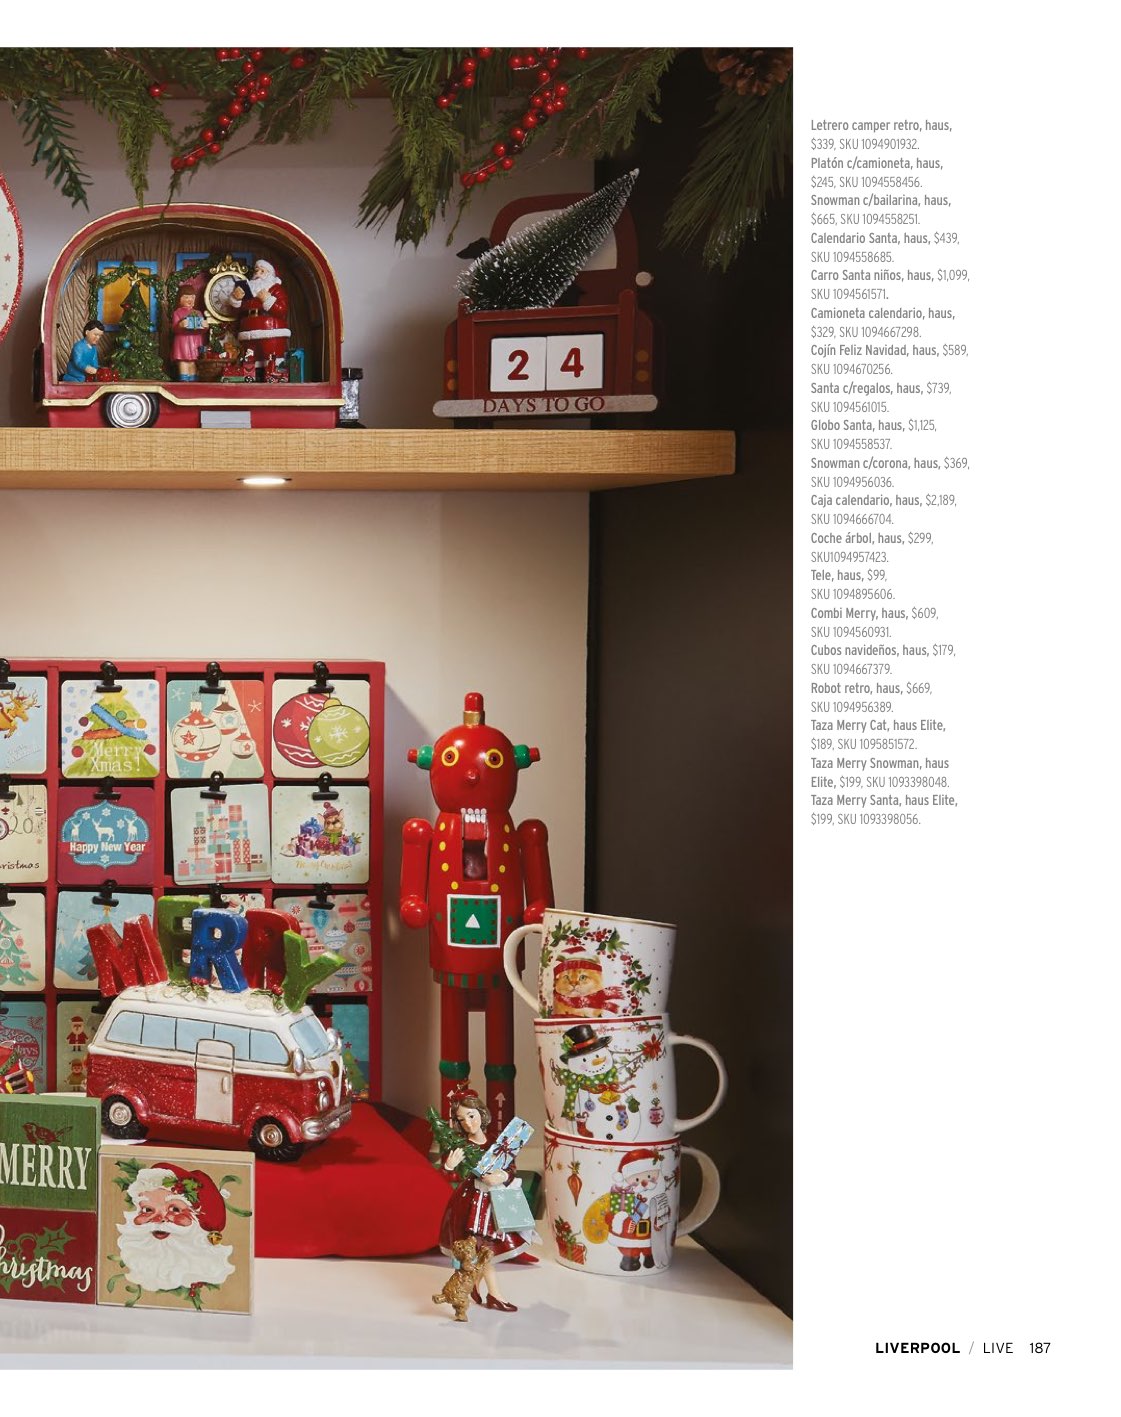 Letrero camper retro, haus,
$339, SKU 1094901932.
Platón c/camioneta, haus,
$245, SKU 1094558456.
Snowman c/bailarina, haus,
$665, SKU 1094558251.
Calendario Santa, haus, $439,
SKU 1094558685.
Carro Santa niños, haus, $1,099,
SKU 1094561571.
Camioneta calendario, haus,
$329, SKU 1094667298.
Cojín Feliz Navidad, haus, $589,
SKU 1094670256.
Santa c/regalos, haus, $739,
SKU 1094561015.
Globo Santa, haus, $1,125,
SKU 1094558537.
Snowman c/corona, haus, $369,
SKU 1094956036.
Caja calendario, haus, $2,189,
SKU 1094666704.
Coche árbol, haus, $299,
SKU1094957423.
Tele, haus, $99,
SKU 1094895606.
Combi Merry, haus, $609,
SKU 1094560931.
Cubos navideños, haus, $179,
SKU 1094667379.
Robot retro, haus, $669,
SKU 1094956389.
Taza Merry Cat, haus Elite,
$189, SKU 1095851572.
Taza Merry Snowman, haus
Elite, $199, SKU 1093398048.
Taza Merry Santa, haus Elite,
$199, SKU 1093398056.
24
DAYS TO GO
Merry
Xmas!
Happy New Year
MERRY
MERRY
LIVERPOOL / LIVE 187